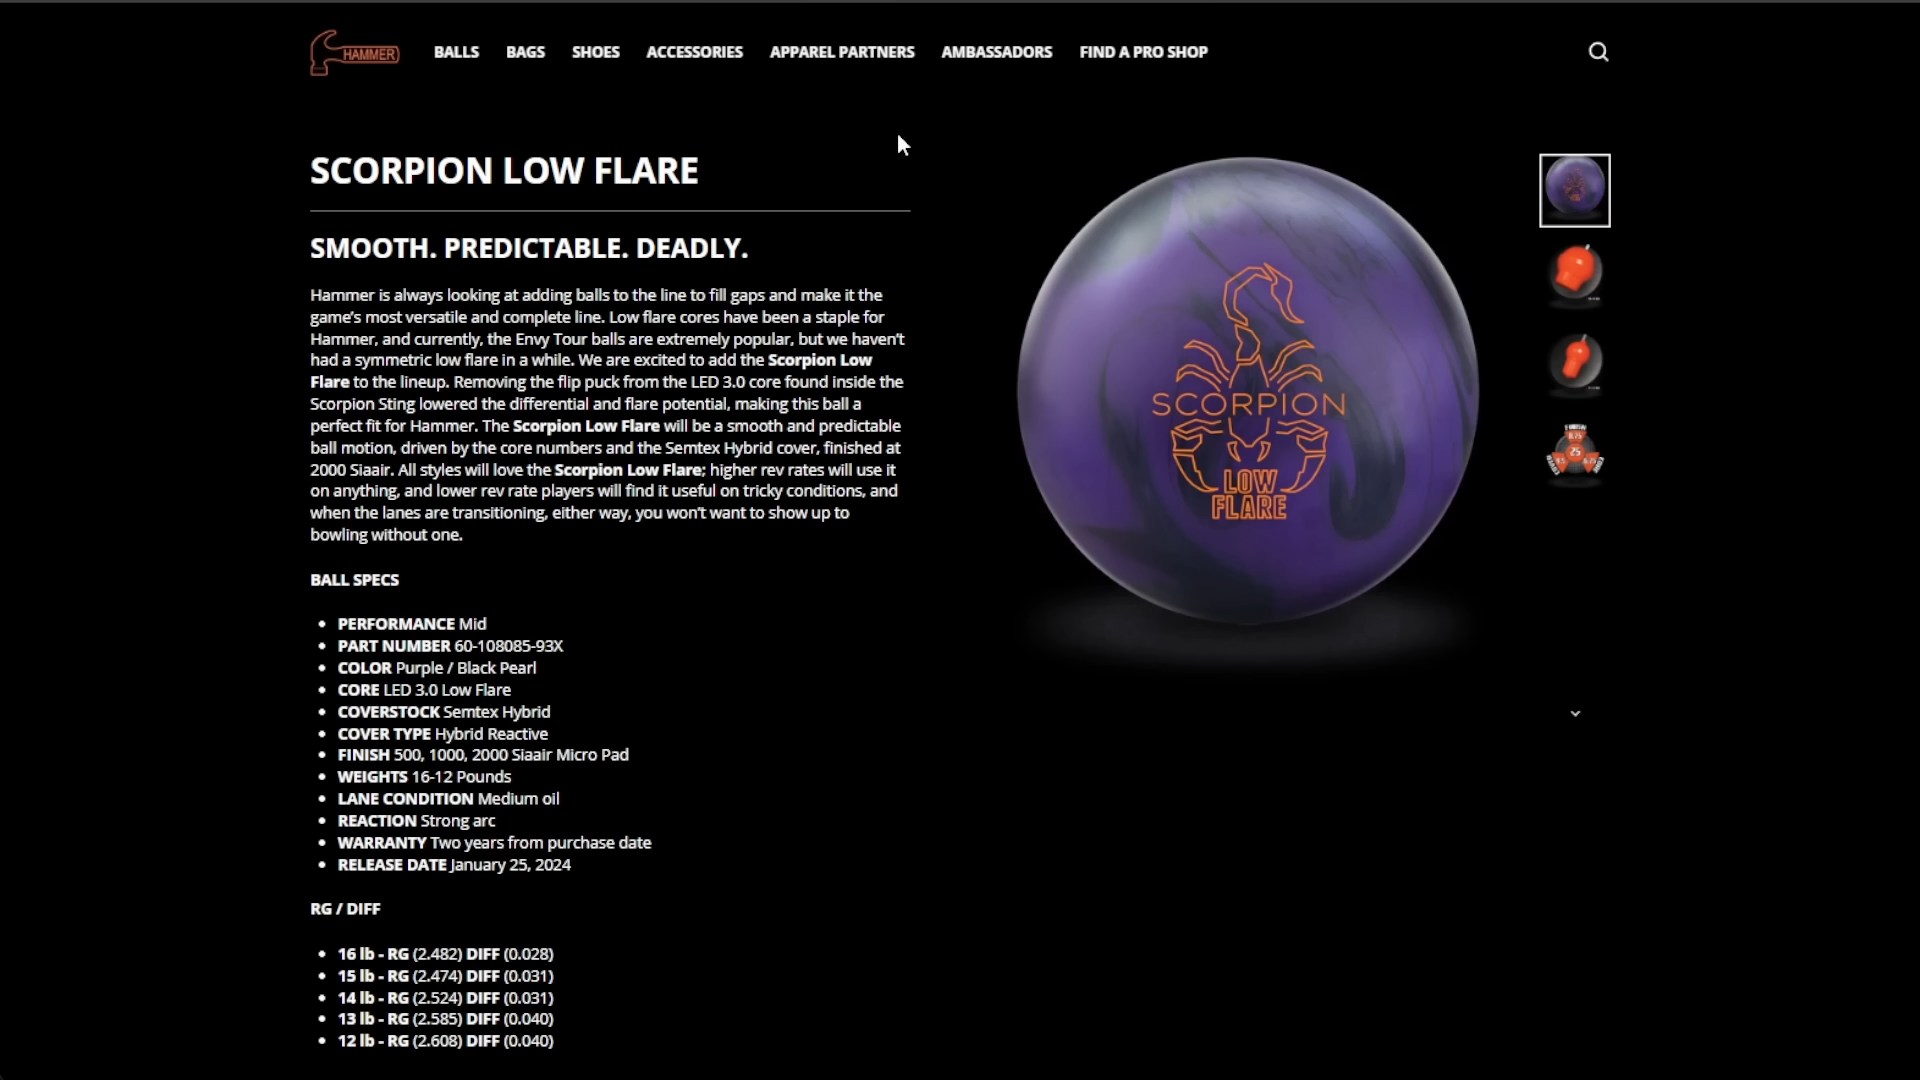 HAMMER
BALLS BAGS SHOES ACCESSORIES APPAREL PARTNERS AMBASSADORS FIND A PRO SHOP
SCORPION LOW FLARE
SMOOTH. PREDICTABLE. DEADLY.
Hammer is always looking at adding balls to the line to fill gaps and make it the
game's most versatile and complete line. Low flare cores have been a staple for
Hammer, and currently, the Envy Tour balls are extremely popular, but we haven't
had a symmetric low flare in a while. We are excited to add the Scorpion Low
Flare to the lineup. Removing the flip puck from the LED 3.0 core found inside the
Scorpion Sting lowered the differential and flare potential, making this ball a
perfect fit for Hammer. The Scorpion Low Flare will be a smooth and predictable
ball motion, driven by the core numbers and the Semtex Hybrid cover, finished at
2000 Siaair. All styles will love the Scorpion Low Flare; higher rev rates will use it
on anything, and lower rev rate players will find it useful on tricky conditions, and
when the lanes are transitioning, either way, you won't want to show up to
bowling without one.
BALL SPECS
• PERFORMANCE Mid
• PART NUMBER 60-108085-93X
• COLOR Purple / Black Pearl
• CORE LED 3.0 Low Flare
• COVERSTOCK Semtex Hybrid
• COVER TYPE Hybrid Reactive
• FINISH 500, 1000, 2000 Siaair Micro Pad
• WEIGHTS 16-12 Pounds
• LANE CONDITION Medium oil
• REACTION Strong arc
• WARRANTY Two years from purchase date
• RELEASE DATE January 25, 2024
RG / DIFF
• 16 lb - RG (2.482) DIFF (0.028)
• 15 lb - RG (2.474) DIFF (0.031)
• 14 lb - RG (2.524) DIFF (0.031)
• 13 lb - RG (2.585) DIFF (0.040)
• 12 lb - RG (2.608) DIFF (0.040)
SCORPION
LOW
FLARE
25